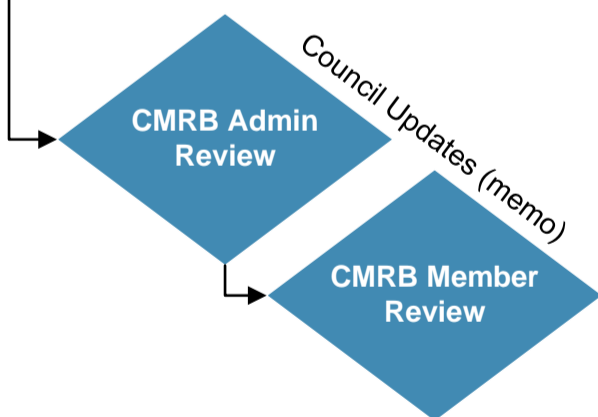 CMRB Admin
Review
Council Updates (memo)
CMRB Member
Review